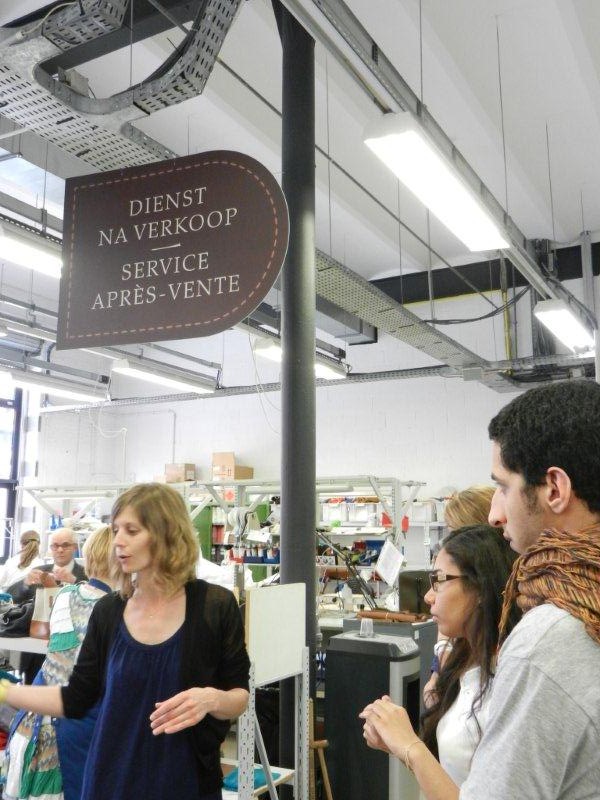 DIENST
NA VERKOOP
SERVICE
APRÈS-VENTE